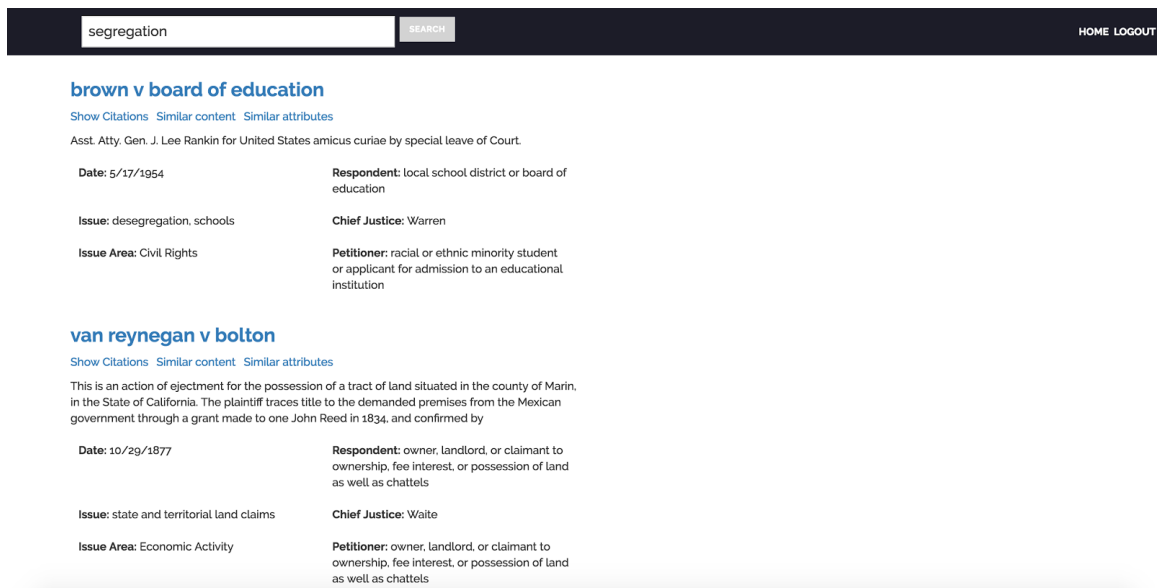 segregation
SEARCH
HOME LOGOUT
brown v board of education
Show Citations Similar content Similar attributes
Asst. Atty. Gen. J. Lee Rankin for United States amicus curiae by special leave of Court.
Date: 5/17/1954
Respondent: local school district or board of
education
Issue: desegregation, schools
Chief Justice: Warren
Issue Area: Civil Rights
Petitioner: racial or ethnic minority student
or applicant for admission to an educational
institution
van reynegan v bolton
Show Citations Similar content Similar attributes
This is an action of ejectment for the possession of a tract of land situated in the county of Marin,
in the State of California. The plaintiff traces title to the demanded premises from the Mexican
government through a grant made to one John Reed in 1834, and confirmed by
Date: 10/29/1877
Respondent: owner, landlord, or claimant to
ownership, fee interest, or possession of land
as well as chattels
Issue: state and territorial land claims
Chief Justice: Waite
Issue Area: Economic Activity
Petitioner: owner, landlord, or claimant to
ownership, fee interest, or possession of land
as well as chattels